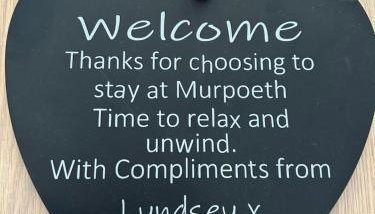 Welcome
Thanks for choosing to
stay at Murpoeth
Time to relax and
unwind.
With Compliments from
Lyndsey x